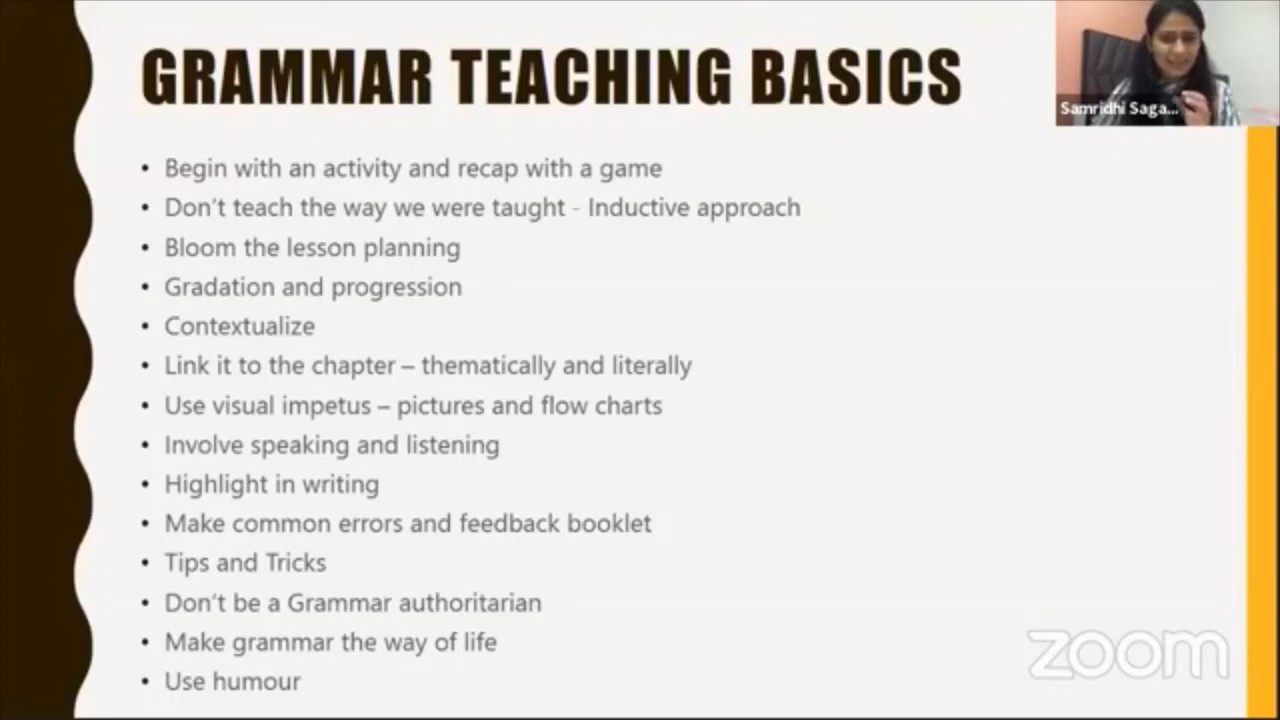 GRAMMAR TEACHING BASICS
Samridhi Saga...
• Begin with an activity and recap with a game
• Don't teach the way we were taught - Inductive approach
• Bloom the lesson planning
• Gradation and progression
• Contextualize
• Link it to the chapter – thematically and literally
• Use visual impetus – pictures and flow charts
• Involve speaking and listening
• Highlight in writing
• Make common errors and feedback booklet
• Tips and Tricks
• Don't be a Grammar authoritarian
• Make grammar the way of life
• Use humour
zoom